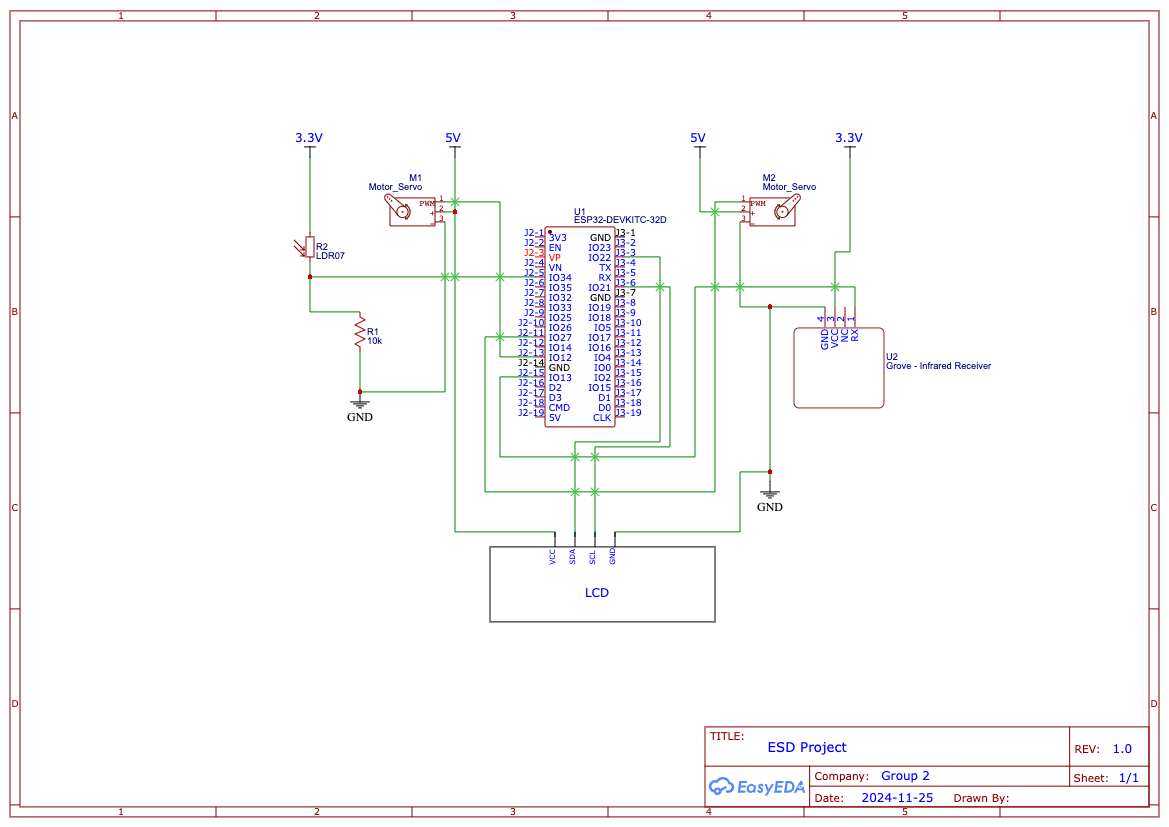 1 2 3 4 5
A A
3.3V 5V 5V 3.3V
M1
Motor_Servo
PWM
1
2
+
3
-
M2
Motor_Servo
1
PWM
2
+
3
-
U1
ESP32-DEVKITC-32D
J2-1 3V3 GND J3-1
J2-2 EN IO23 J3-2
J2-3 VP IO22 J3-3
J2-4 VN TX J3-4
J2-5 IO34 RX J3-5
J2-6 IO35 IO21 J3-6
J2-7 IO32 GND J3-7
J2-8 IO33 IO19 J3-8
J2-9 IO25 IO18 J3-9
J2-10 IO26 IO5 J3-10
J2-11 IO27 IO17 J3-11
J2-12 IO14 IO16 J3-12
J2-13 IO12 IO4 J3-13
J2-14 GND IO0 J3-14
J2-15 IO13 IO2 J3-15
J2-16 D2 IO15 J3-16
J2-17 D3 D1 J3-17
J2-18 CMD D0 J3-18
J2-19 5V CLK J3-19
R2
LDR07
B B
R1
10k
GND
4 3 2 1
GND VCC NC RX
U2
Grove - Infrared Receiver
C C
GND
VCC SDA SCL GND
LCD
D D
TITLE:
ESD Project
REV: 1.0
EasyEDA
Company: Group 2
Sheet: 1/1
Date: 2024-11-25 Drawn By:
1 2 3 4 5